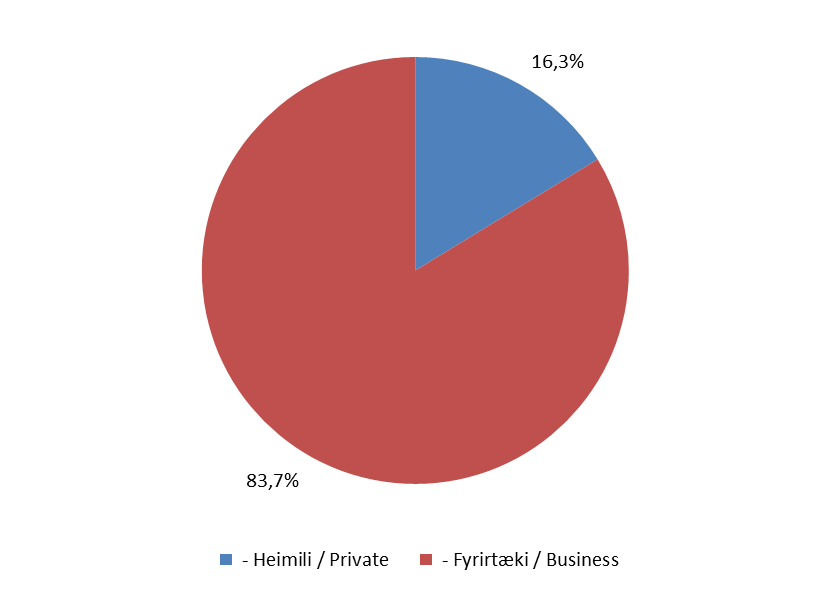 16,3%
83,7%
- Heimili / Private - Fyrirtæki / Business